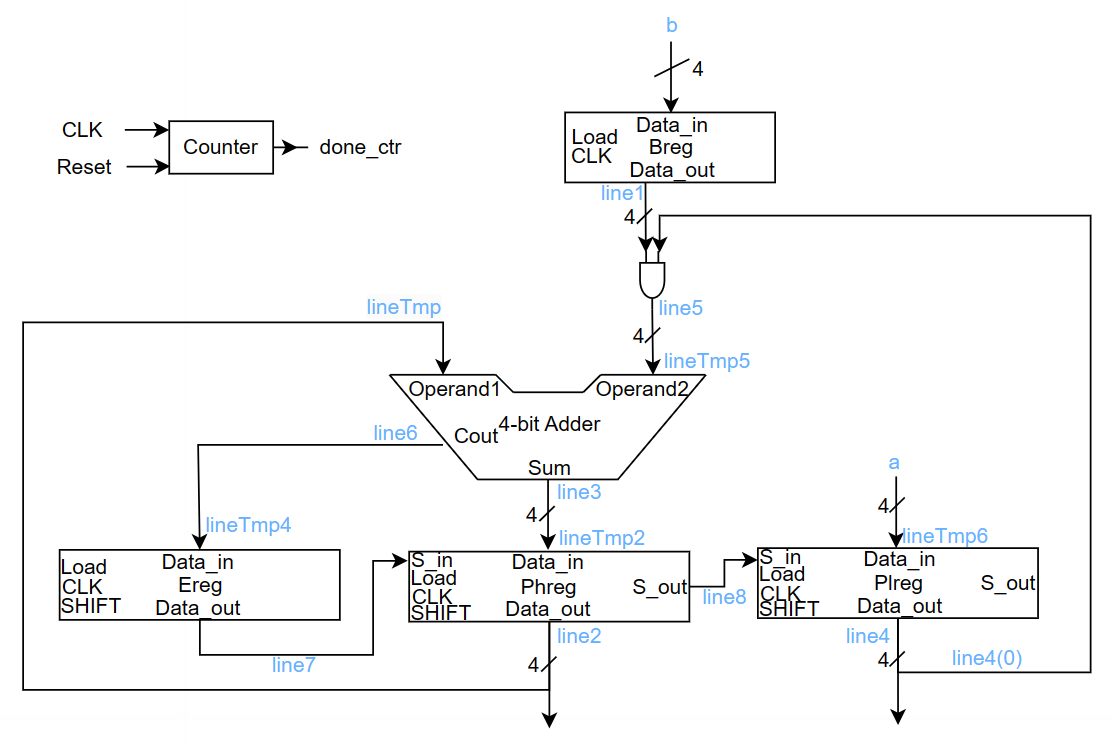 b
4
CLK
Counter
done_ctr
Reset
Data_in
Load
Breg
CLK
Data_out
line1
4
lineTmp
line5
4
lineTmp5
Operand1
Operand2
4-bit Adder
line6
Cout
Sum
line3
a
4
4
lineTmp4
lineTmp2
lineTmp6
Load
CLK
SHIFT
Data_in
Ereg
Data_out
S_in
Load
CLK
SHIFT
Data_in
Phreg
Data_out
S_out
S_in
Load
CLK
SHIFT
Data_in
Plreg
Data_out
S_out
line8
line7
line2
4
line4
4
line4(0)